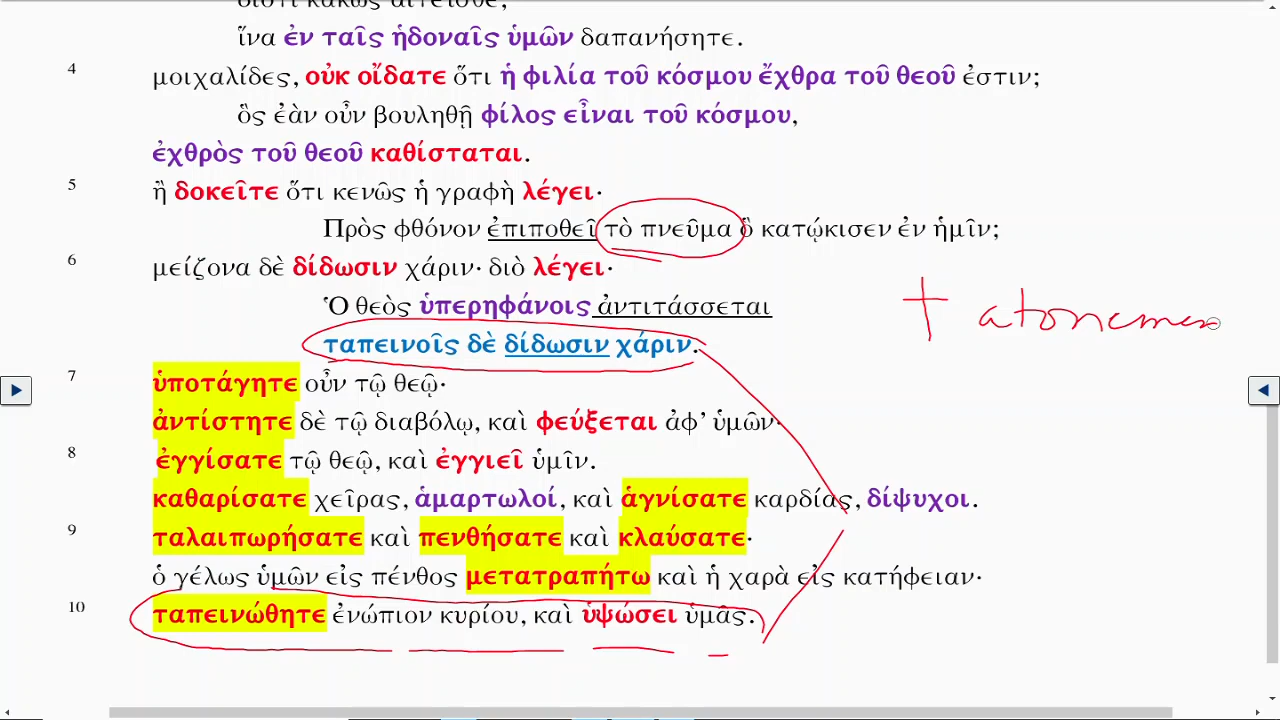 διότι κακῶς αἰτεῖσθε,
ἵνα ἐν ταῖς ἡδοναῖς ὑμῶν δαπανήσητε.
4 μοιχαλίδες, οὐκ οἴδατε ὅτι ἡ φιλία τοῦ κόσμου ἔχθρα τοῦ θεοῦ ἐστιν;
ὃς ἐὰν οὖν βουληθῇ φίλος εἶναι τοῦ κόσμου,
ἐχθρὸς τοῦ θεοῦ καθίσταται.
5 ἢ δοκεῖτε ὅτι κενῶς ἡ γραφὴ λέγει·
Πρὸς φθόνον ἐπιποθεῖ τὸ πνεῦμα ὃ κατῴκισεν ἐν ἡμῖν;
6 μείζονα δὲ δίδωσιν χάριν· διὸ λέγει·
Ὁ θεὸς ὑπερηφάνοις ἀντιτάσσεται
ταπεινοῖς δὲ δίδωσιν χάριν.
† atonemen
7 ὑποτάγητε οὖν τῷ θεῷ·
ἀντίστητε δὲ τῷ διαβόλῳ, καὶ φεύξεται ἀφ’ ὑμῶν·
8 ἐγγίσατε τῷ θεῷ, καὶ ἐγγιεῖ ὑμῖν.
καθαρίσατε χεῖρας, ἁμαρτωλοί, καὶ ἁγνίσατε καρδίας, δίψυχοι.
9 ταλαιπωρήσατε καὶ πενθήσατε καὶ κλαύσατε·
ὁ γέλως ὑμῶν εἰς πένθος μετατραπήτω καὶ ἡ χαρὰ εἰς κατήφειαν·
10 ταπεινώθητε ἐνώπιον κυρίου, καὶ ὑψώσει ὑμᾶς.